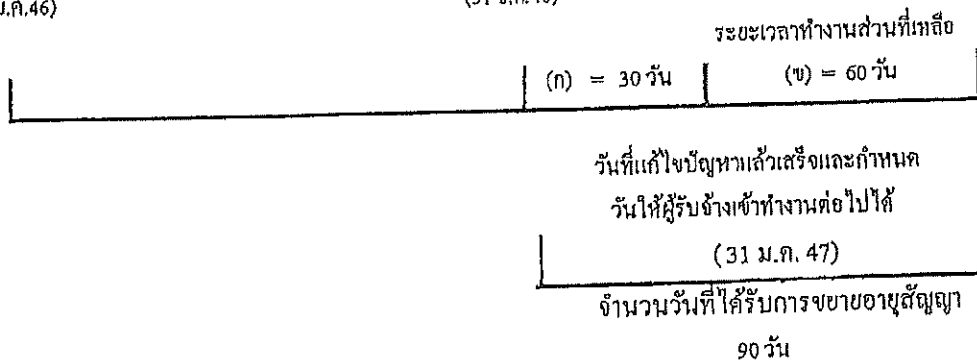 ม.ค.46)
ระยะเวลาทำงานส่วนที่เหลือ
(ก) = 30 วัน (ข) = 60 วัน
วันที่แก้ไขปัญหาแล้วเสร็จและกำหนด
วันให้ผู้รับจ้างเข้าทำงานต่อไปได้
(31 ม.ค. 47)
จำนวนวันที่ได้รับการขยายอายุสัญญา
90 วัน